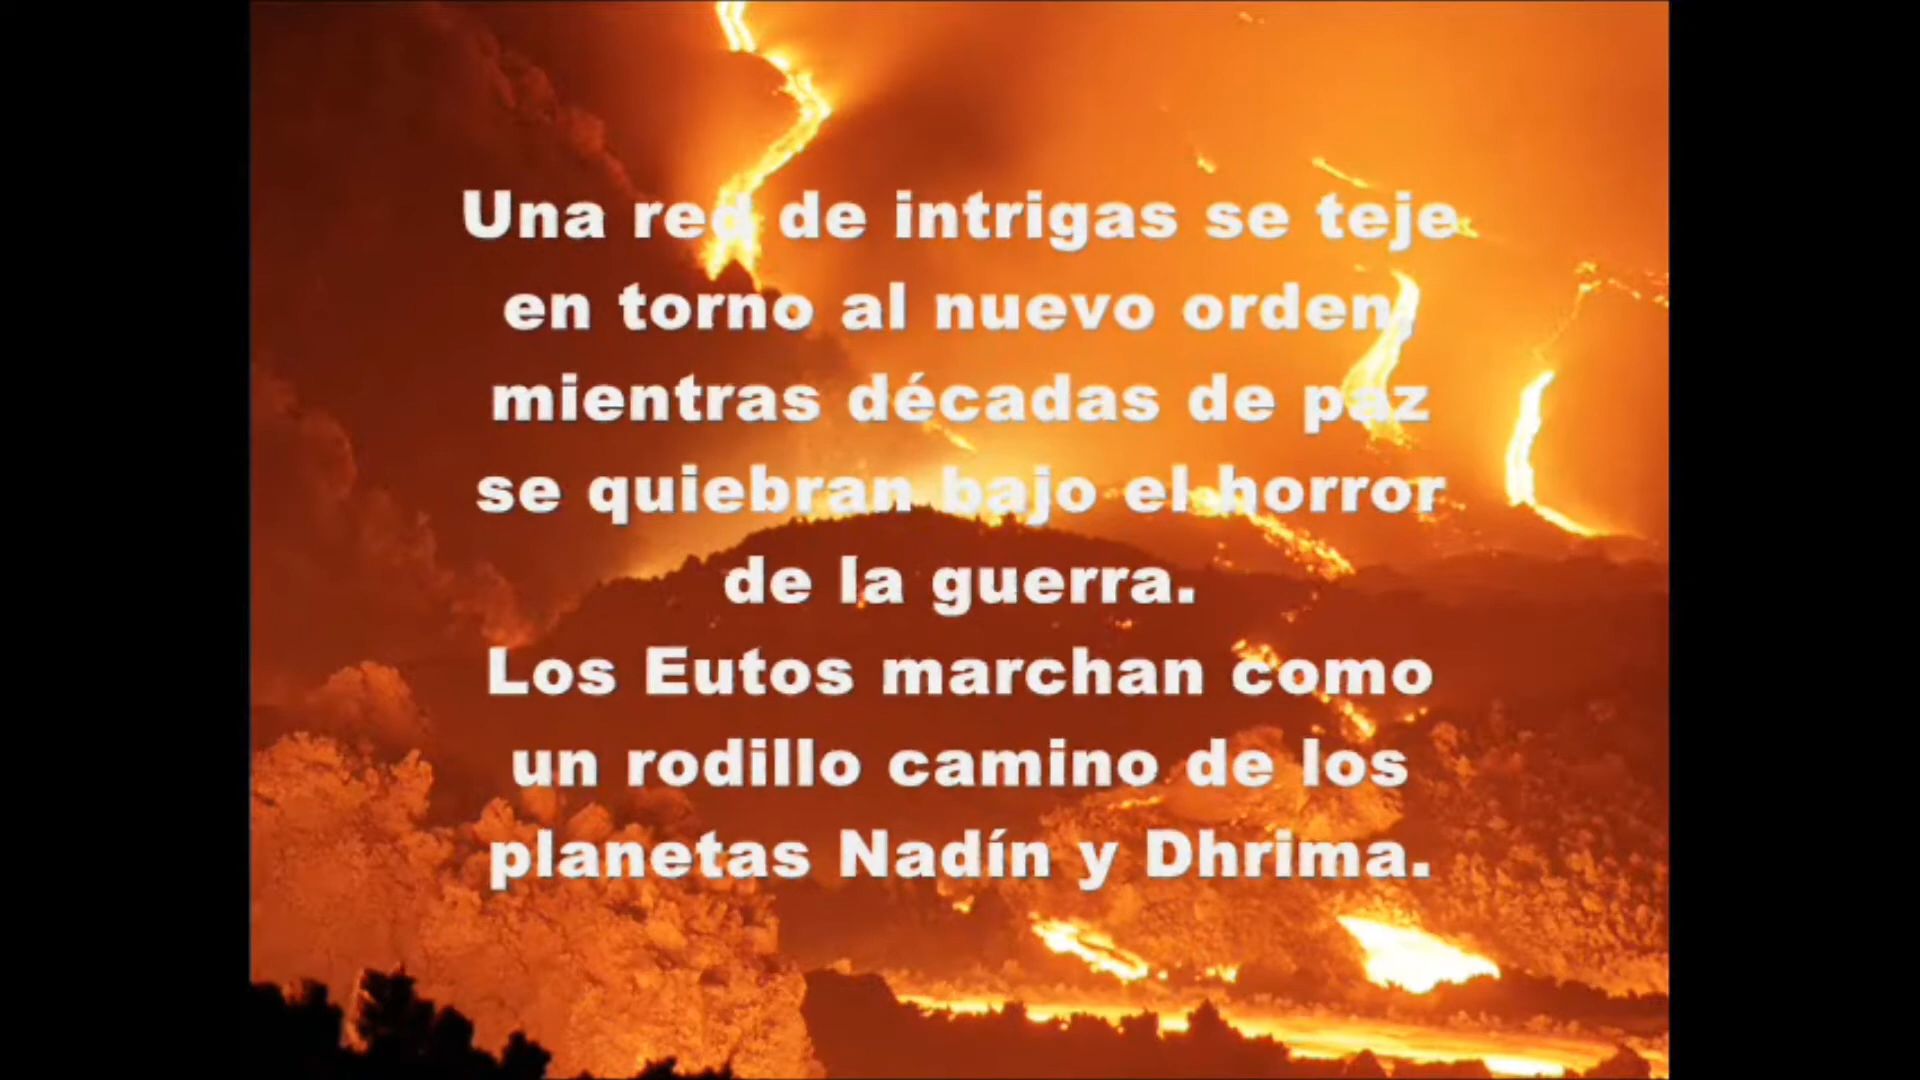 Una red de intrigas se teje
en torno al nuevo orden,
mientras décadas de paz
se quiebran bajo el horror
de la guerra.
Los Eutos marchan como
un rodillo camino de los
planetas Nadín y Dhrima.